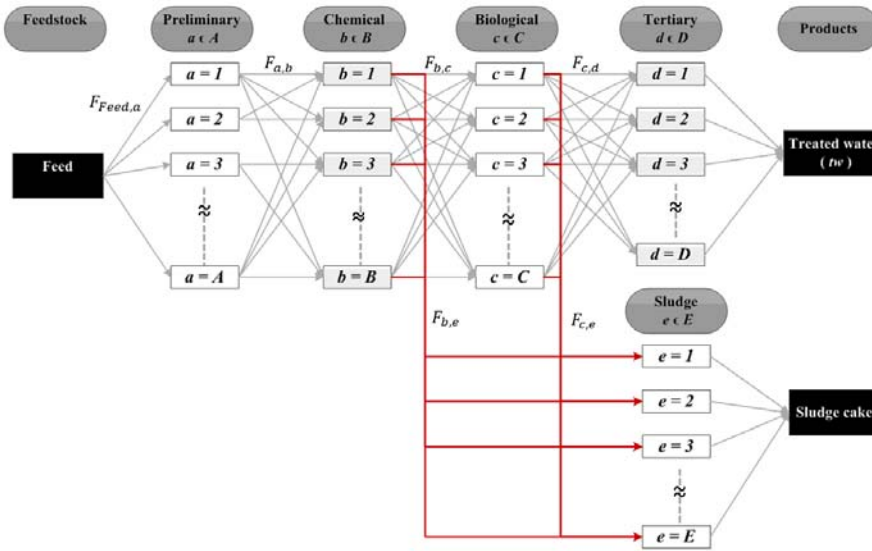 Feedstock
Preliminary
a ϵ A
Chemical
b ϵ B
Biological
c ϵ C
Tertiary
d ϵ D
Products
F_{Feed,a}
F_{a,b}
F_{b,c}
F_{c,d}
Feed
a = 1
a = 2
a = 3
≈
a = A
b = 1
b = 2
b = 3
≈
b = B
c = 1
c = 2
c = 3
≈
c = C
d = 1
d = 2
d = 3
≈
d = D
Treated water
( tw )
F_{b,e}
F_{c,e}
Sludge
e ϵ E
e = 1
e = 2
e = 3
≈
e = E
Sludge cake